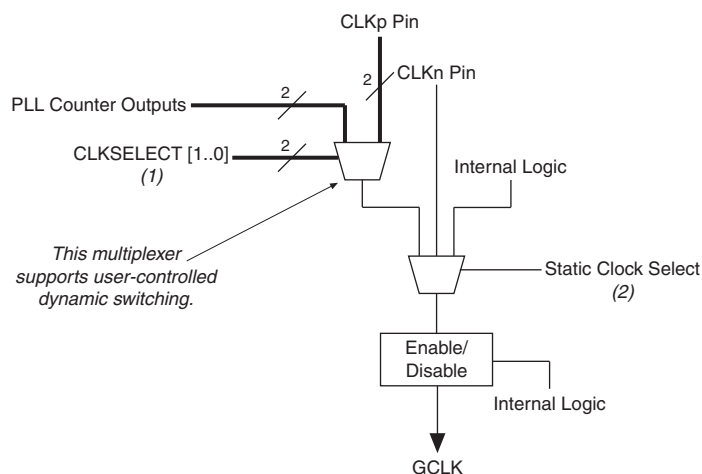 CLKp Pin
2
CLKn Pin
PLL Counter Outputs
2
CLKSELECT [1..0]
2
(1)
Internal Logic
This multiplexer
supports user-controlled
dynamic switching.
Static Clock Select
(2)
Enable/
Disable
Internal Logic
GCLK